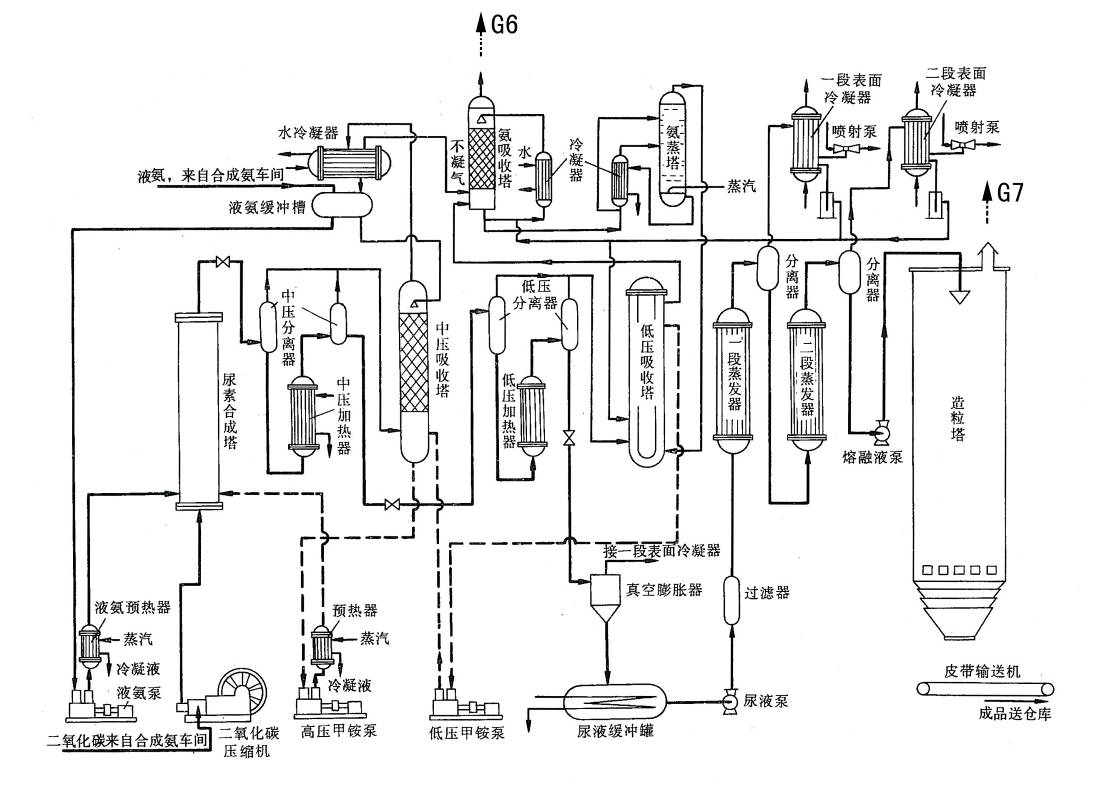 G6
一段表面
冷凝器
二段表面
冷凝器
喷射泵
喷射泵
水冷凝器
不凝气
氨吸收塔
水
冷凝器
氨蒸塔
蒸汽
液氨，来自合成氨车间
液氨缓冲槽
G7
中压分离器
中压加热器
尿素合成塔
中压吸收塔
低压
分离器
低压加热器
低压吸收塔
一段蒸发器
分离器
二段蒸发器
分离器
熔融液泵
造粒塔
接一段表面冷凝器
真空膨胀器
过滤器
液氨预热器
蒸汽
冷凝液
液氨泵
预热器
蒸汽
冷凝液
高压甲铵泵
低压甲铵泵
尿液缓冲罐
尿液泵
皮带输送机
成品送仓库
二氧化碳来自合成氨车间
二氧化碳
压缩机